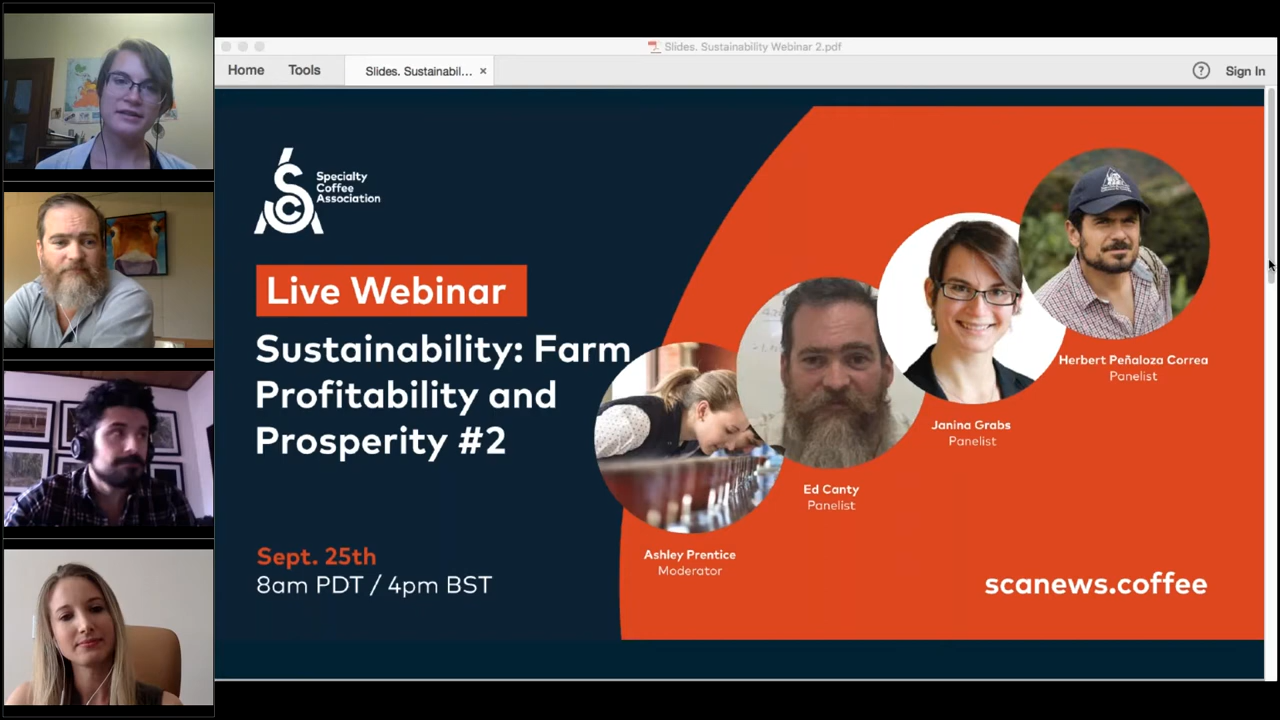 Slides. Sustainability Webinar 2.pdf
Home
Tools
Slides. Sustainabil... ×
?
Sign In
Specialty
Coffee
Association
Live Webinar
Sustainability: Farm
Profitability and
Prosperity #2
Sept. 25th
8am PDT / 4pm BST
Ashley Prentice
Moderator
Ed Canty
Panelist
Janina Grabs
Panelist
Herbert Peñaloza Correa
Panelist
scanews.coffee